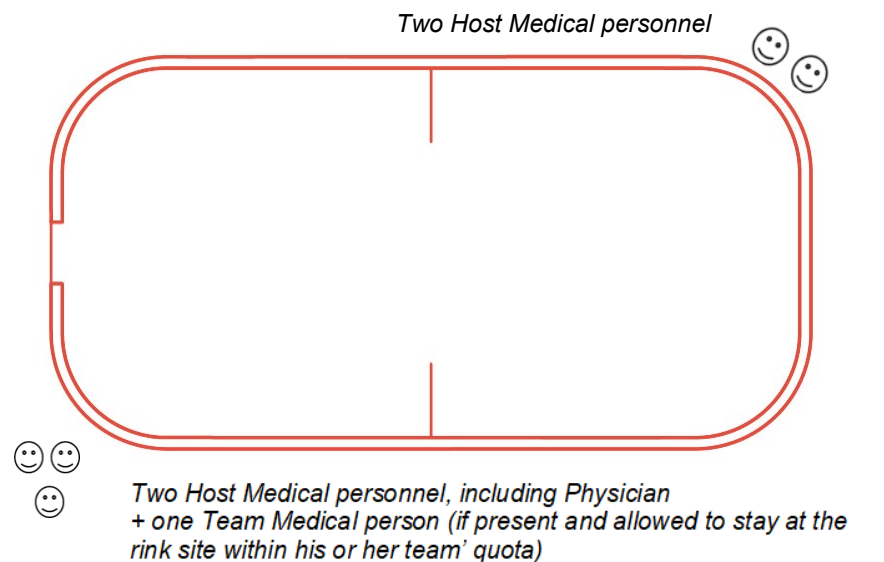 Two Host Medical personnel
Two Host Medical personnel, including Physician
+ one Team Medical person (if present and allowed to stay at the
rink site within his or her team' quota)